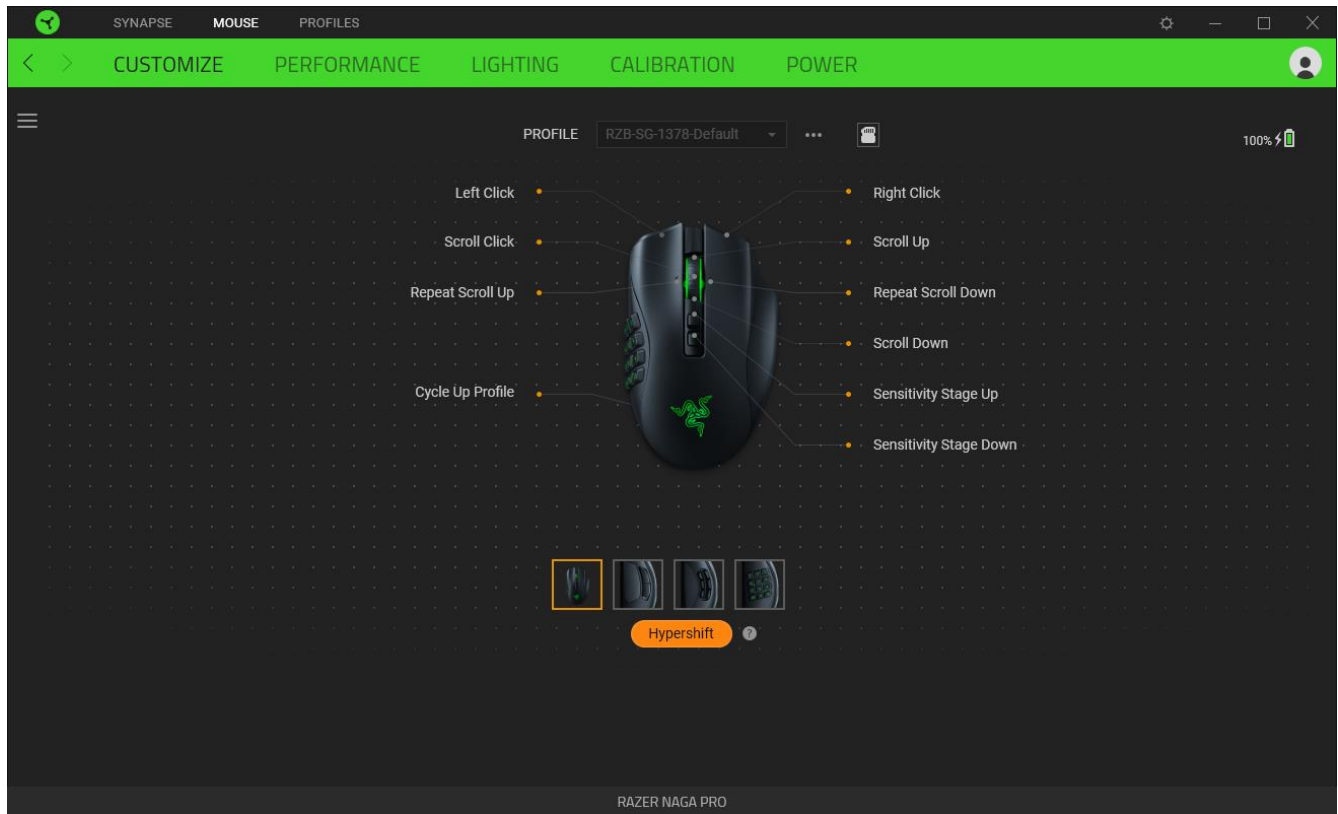 SYNAPSE MOUSE PROFILES
CUSTOMIZE PERFORMANCE LIGHTING CALIBRATION POWER
PROFILE RZB-SG-1378-Default
100%
Left Click Right Click
Scroll Click Scroll Up
Repeat Scroll Up Repeat Scroll Down
Scroll Down
Cycle Up Profile Sensitivity Stage Up
Sensitivity Stage Down
Hypershift ?
RAZER NAGA PRO